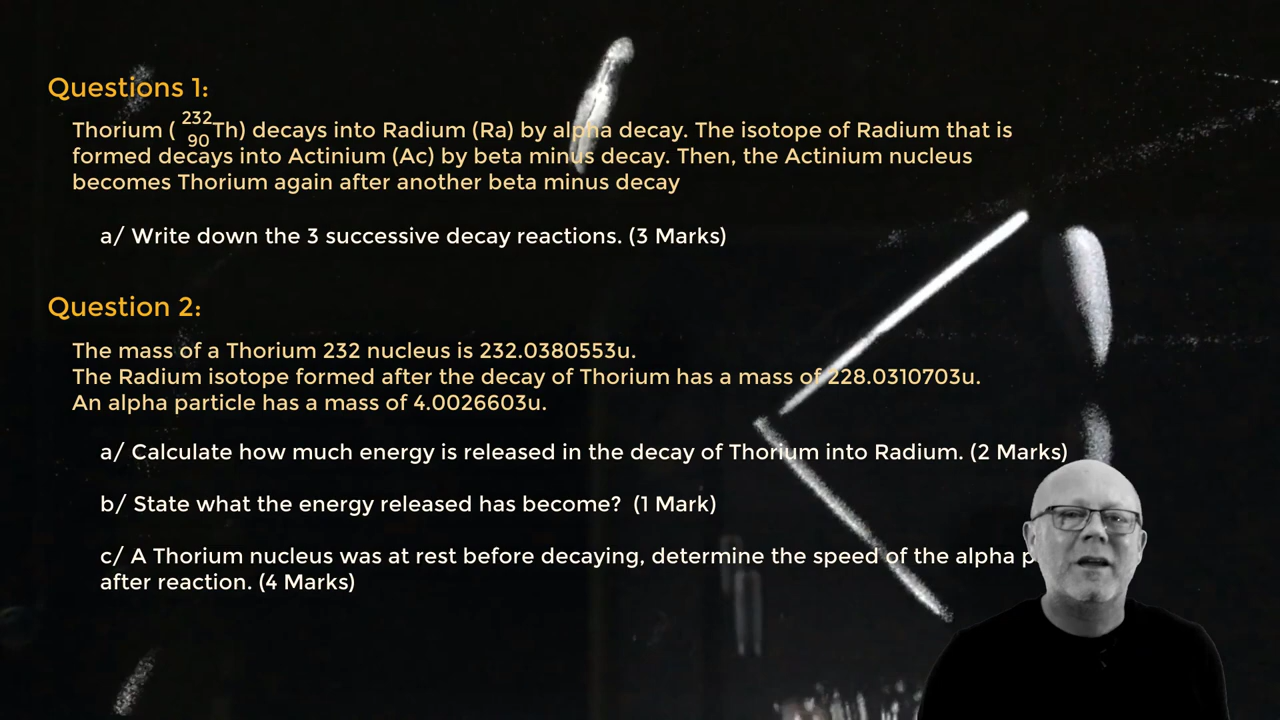 Questions 1:
Thorium ( ²³²₉₀Th) decays into Radium (Ra) by alpha decay. The isotope of Radium that is
formed decays into Actinium (Ac) by beta minus decay. Then, the Actinium nucleus
becomes Thorium again after another beta minus decay
a/ Write down the 3 successive decay reactions. (3 Marks)
Question 2:
The mass of a Thorium 232 nucleus is 232.0380553u.
The Radium isotope formed after the decay of Thorium has a mass of 228.0310703u.
An alpha particle has a mass of 4.0026603u.
a/ Calculate how much energy is released in the decay of Thorium into Radium. (2 Marks)
b/ State what the energy released has become? (1 Mark)
c/ A Thorium nucleus was at rest before decaying, determine the speed of the alpha
after reaction. (4 Marks)